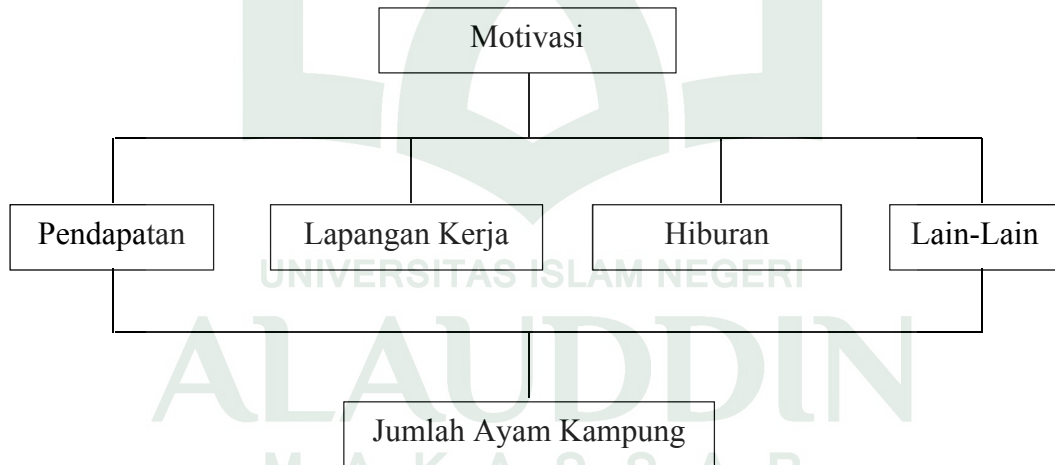 Motivasi
Pendapatan
Lapangan Kerja
Hiburan
Lain-Lain
UNIVERSITAS ISLAM NEGERI
ALAUDDIN
Jumlah Ayam Kampung
M A K A S S A R